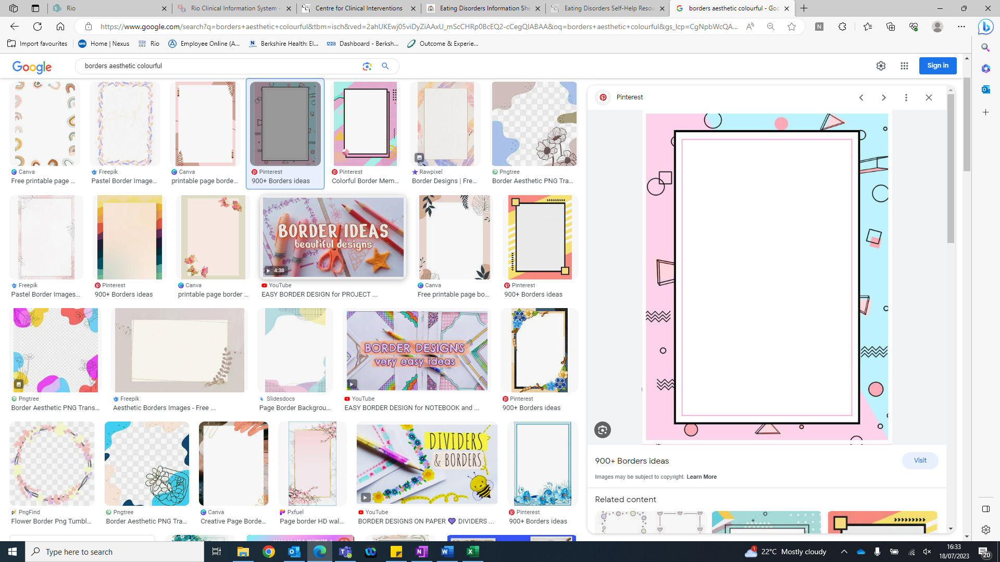 Rio
Rio Clinical Information System -
Centre for Clinical Interventions
Eating Disorders Information She
Eating Disorders Self-Help Resou
borders aesthetic colourful - Goo
https://www.google.com/search?q=borders+aesthetic+colourful&tbm=isch&ved=2ahUKEwj05viDyZiAAxU_mScCHRp0BcEQ2-cCegQIABAA&oq=borders+aesthetic+colourful&gs_lcp=CgNpbWcQA...
Import favourites
Home | Nexus
Rio
Employee Online (A...
Berkshire Health: El...
Dashboard - Berksh...
Outcome & Experie...
Google
borders aesthetic colourful
Sign in
Canva
Free printable page ...
Freepik
Pastel Border Image...
Canva
printable page borde...
Pinterest
900+ Borders ideas
Pinterest
Colorful Border Mem...
Rawpixel
Border Designs | Fre...
Pngtree
Border Aesthetic PNG Tra...
BORDER IDEAS
beautiful designs
4:38
Freepik
Pastel Border Images...
Pinterest
900+ Borders ideas
Canva
printable page border ...
YouTube
EASY BORDER DESIGN for PROJECT ...
Canva
Free printable page bo...
Pinterest
900+ Borders ideas
BORDER DESIGNS
very easy ideas
Pngtree
Border Aesthetic PNG Trans...
Freepik
Aesthetic Borders Images - Free ...
Slidesdocs
Page Border Backgrou...
YouTube
EASY BORDER DESIGN for NOTEBOOK and ...
Pinterest
900+ Borders ideas
DIVIDERS
& BORDERS
PngFind
Flower Border Png Tumbl...
Pngtree
Border Aesthetic PNG Tra...
Canva
Creative Page Borde...
Pxfuel
Page border HD wal...
YouTube
BORDER DESIGNS ON PAPER 💜 DIVIDERS ...
Pinterest
900+ Borders ideas
Pinterest
900+ Borders ideas
Visit
Images may be subject to copyright. Learn More
Related content
Type here to search
22°C Mostly cloudy
16:33
18/07/2023
20